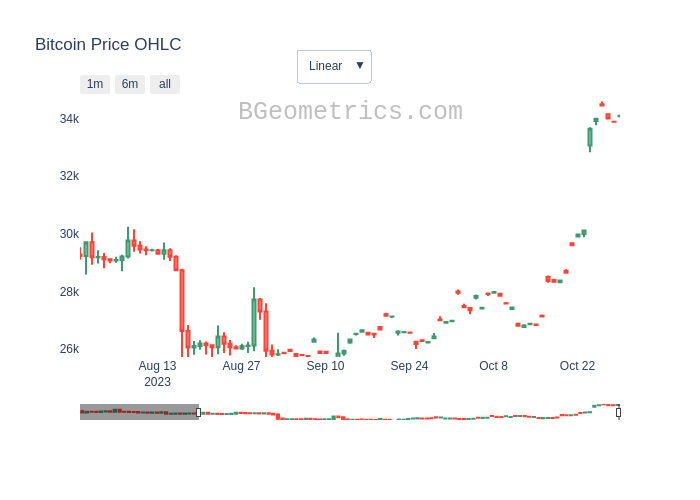 Bitcoin Price OHLC
Linear ▼
1m 6m all
BGeometrics.com
34k
32k
30k
28k
26k
Aug 13 Aug 27 Sep 10 Sep 24 Oct 8 Oct 22
2023